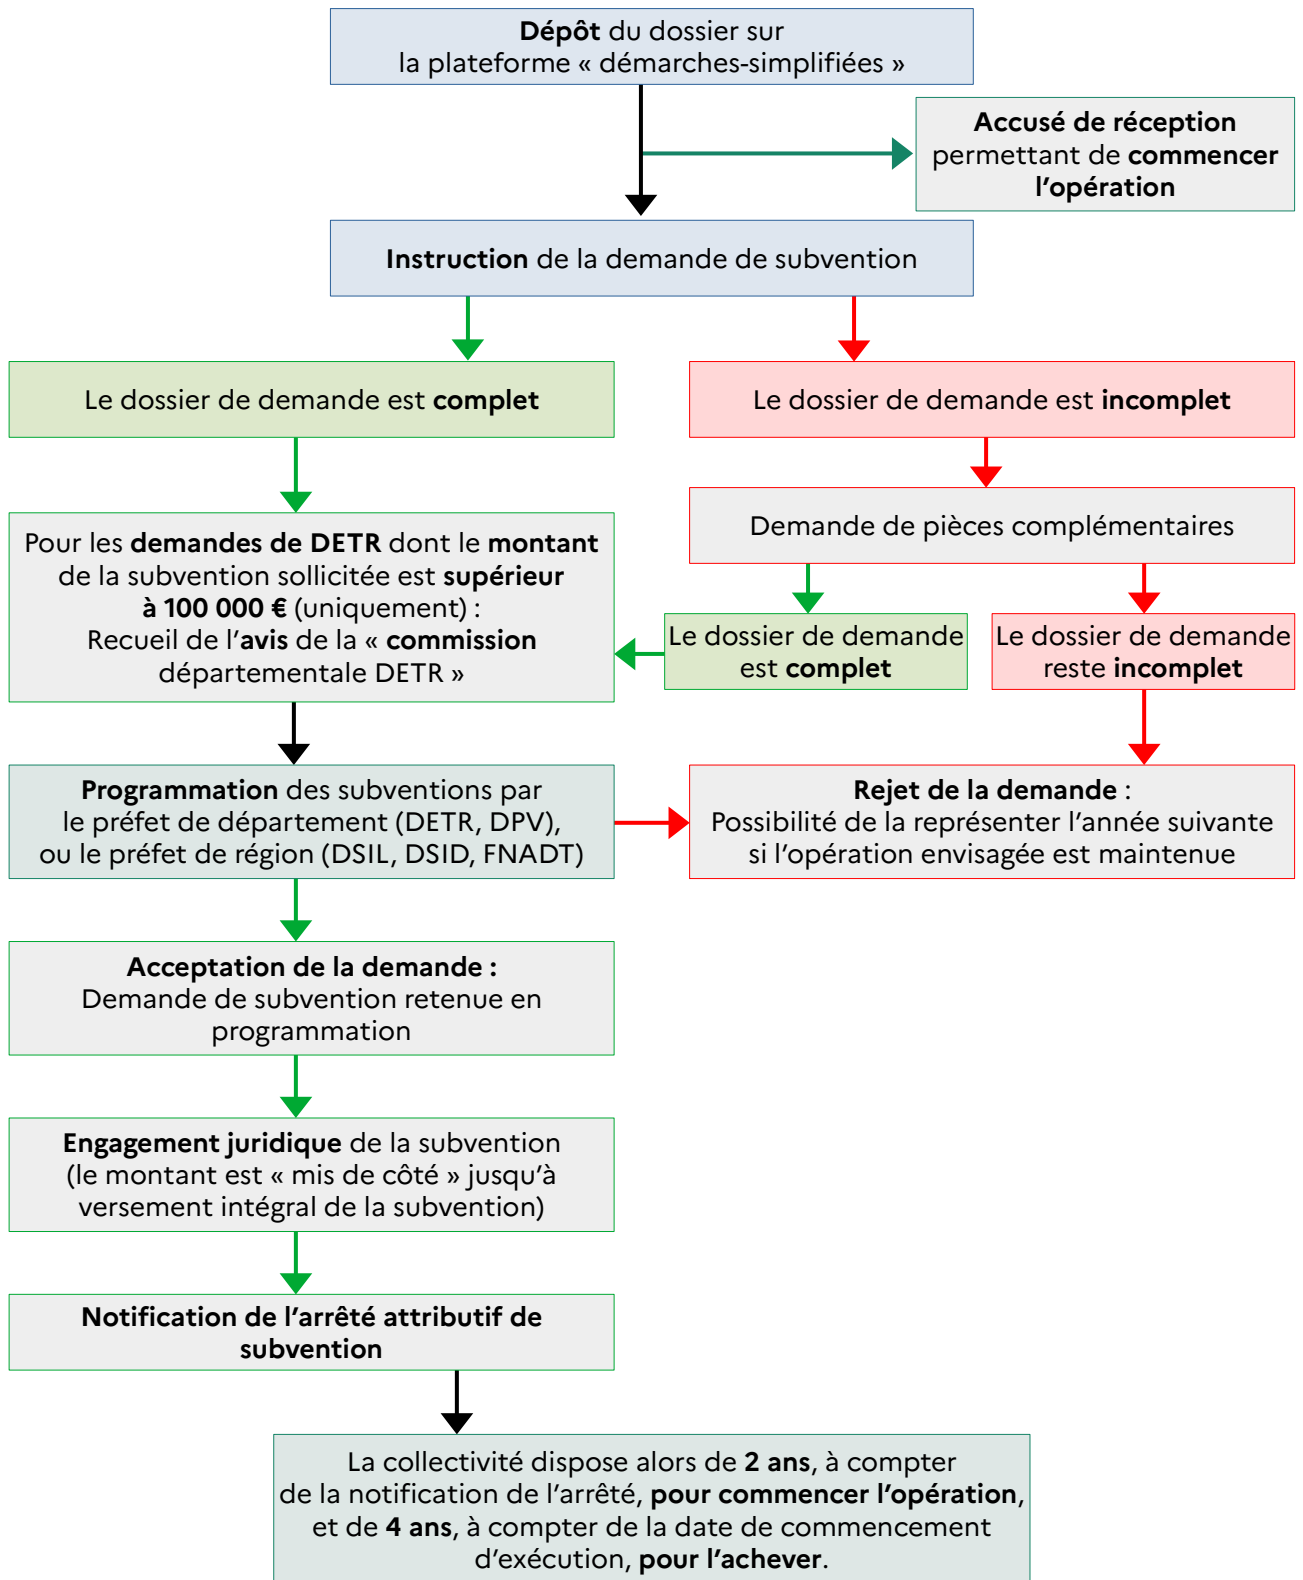 Dépôt du dossier sur
la plateforme « démarches-simplifiées »
Accusé de réception
permettant de commencer
l’opération
Instruction de la demande de subvention
Le dossier de demande est complet
Le dossier de demande est incomplet
Demande de pièces complémentaires
Pour les demandes de DETR dont le montant
de la subvention sollicitée est supérieur
à 100 000 € (uniquement) :
Recueil de l’avis de la « commission
départementale DETR »
Le dossier de demande
est complet
Le dossier de demande
reste incomplet
Programmation des subventions par
le préfet de département (DETR, DPV),
ou le préfet de région (DSIL, DSID, FNADT)
Rejet de la demande :
Possibilité de la représenter l’année suivante
si l’opération envisagée est maintenue
Acceptation de la demande :
Demande de subvention retenue en
programmation
Engagement juridique de la subvention
(le montant est « mis de côté » jusqu’à
versement intégral de la subvention)
Notification de l’arrêté attributif de
subvention
La collectivité dispose alors de 2 ans, à compter
de la notification de l’arrêté, pour commencer l’opération,
et de 4 ans, à compter de la date de commencement
d’exécution, pour l’achever.